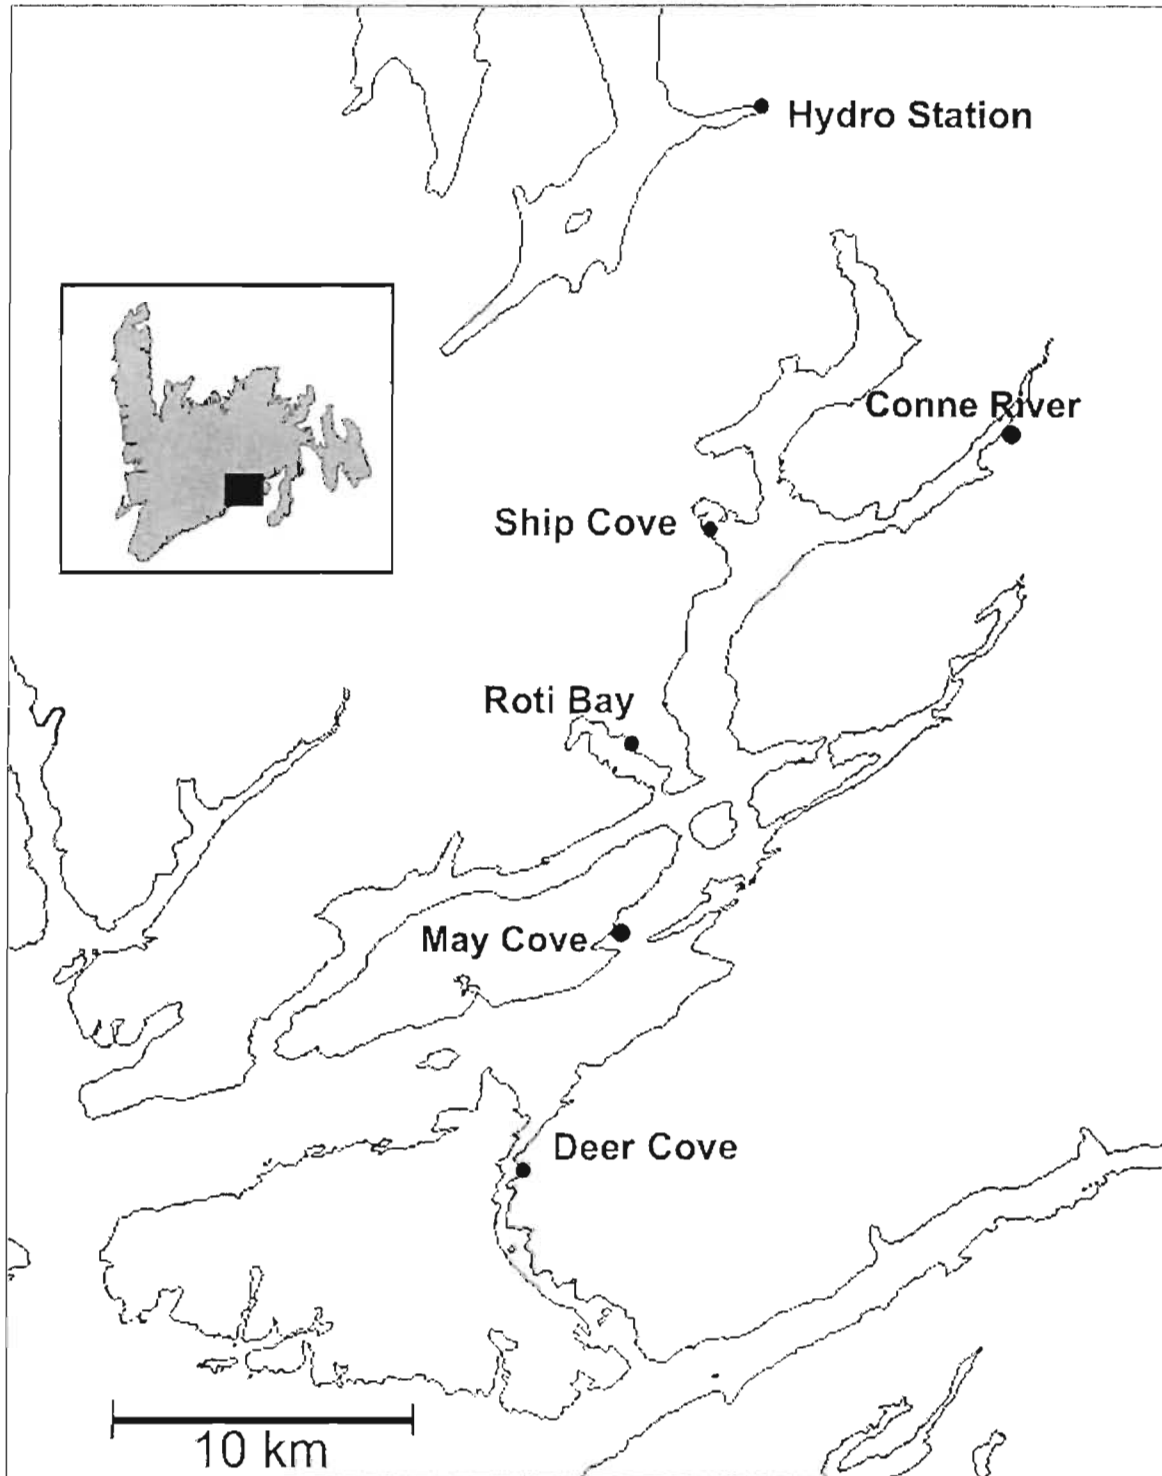 Hydro Station
Conne River
Ship Cove
Roti Bay
May Cove
Deer Cove
10 km